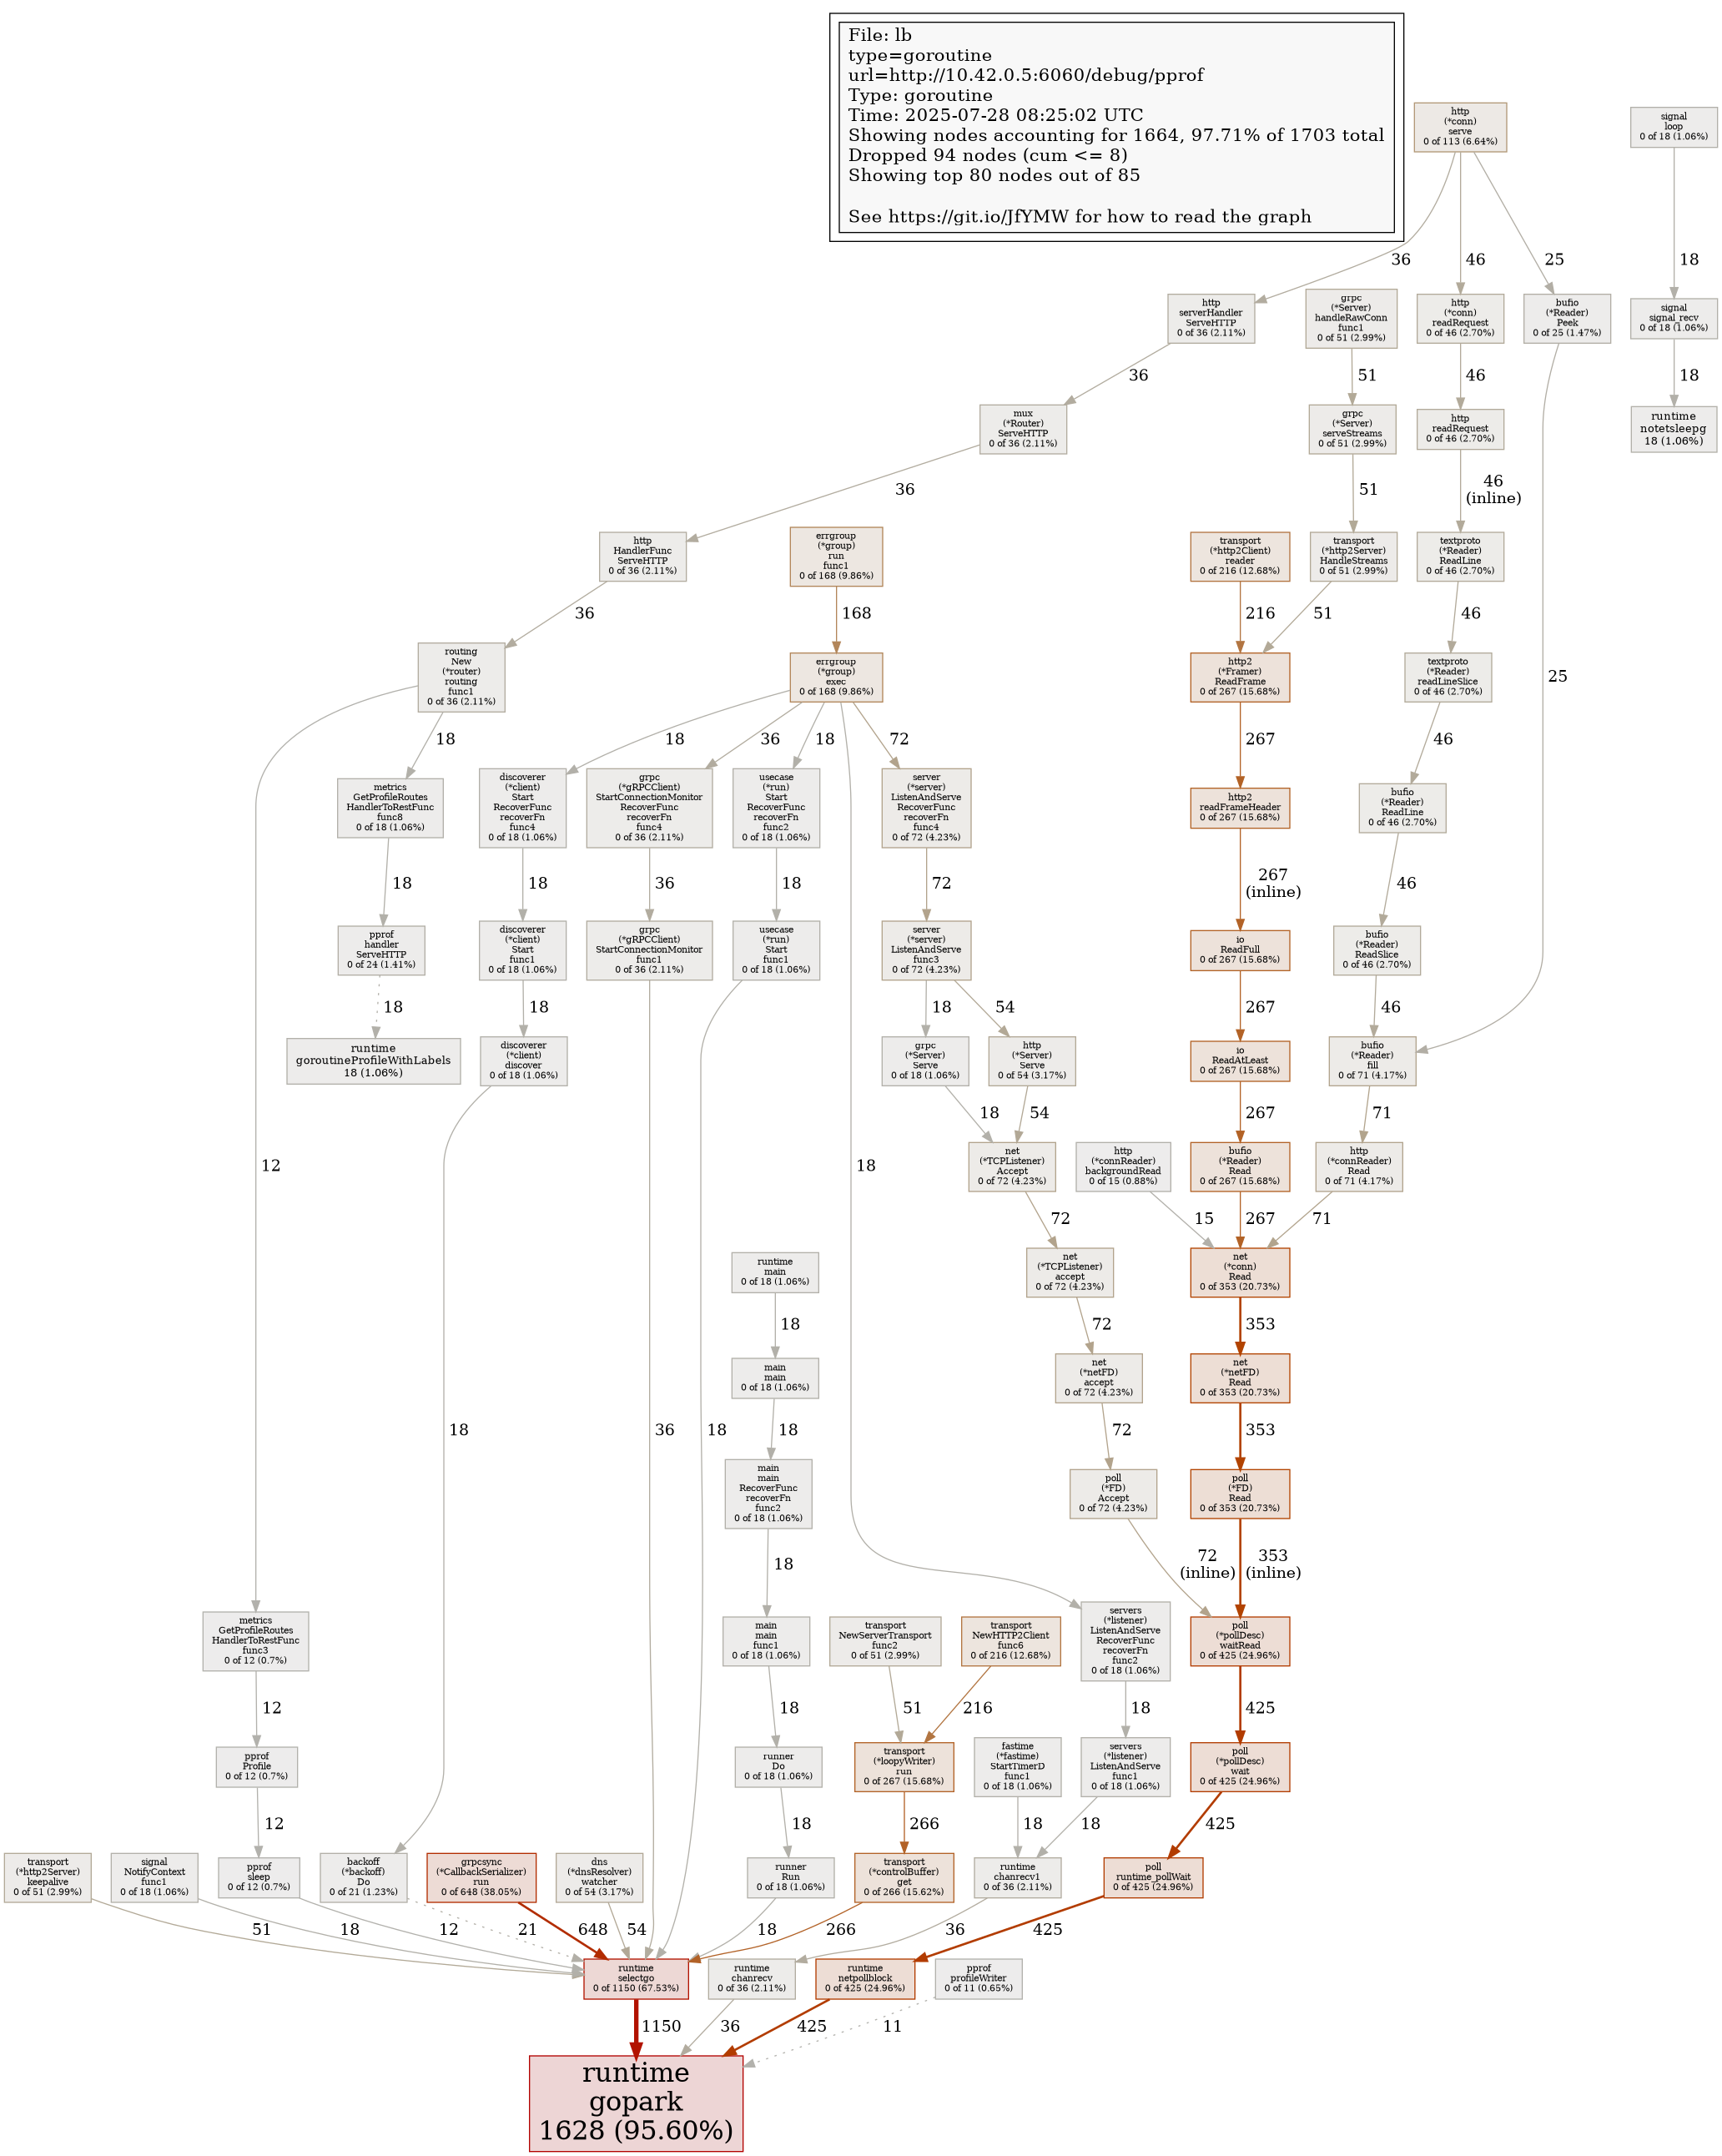 File: lb
type=goroutine
url=http://10.42.0.5:6060/debug/pprof
Type: goroutine
Time: 2025-07-28 08:25:02 UTC
Showing nodes accounting for 1664, 97.71% of 1703 total
Dropped 94 nodes (cum <= 8)
Showing top 80 nodes out of 85
See https://git.io/JfYMW for how to read the graph
http
(*conn)
serve
0 of 113 (6.64%)
signal
loop
0 of 18 (1.06%)
36
46
25
18
http
serverHandler
ServeHTTP
0 of 36 (2.11%)
grpc
(*Server)
handleRawConn
func1
0 of 51 (2.99%)
http
(*conn)
readRequest
0 of 46 (2.70%)
bufio
(*Reader)
Peek
0 of 25 (1.47%)
signal
signal_recv
0 of 18 (1.06%)
36
51
46
18
mux
(*Router)
ServeHTTP
0 of 36 (2.11%)
grpc
(*Server)
serveStreams
0 of 51 (2.99%)
http
readRequest
0 of 46 (2.70%)
runtime
notetsleepg
18 (1.06%)
36
51
46
(inline)
http
HandlerFunc
ServeHTTP
0 of 36 (2.11%)
errgroup
(*group)
run
func1
0 of 168 (9.86%)
transport
(*http2Client)
reader
0 of 216 (12.68%)
transport
(*http2Server)
HandleStreams
0 of 51 (2.99%)
textproto
(*Reader)
ReadLine
0 of 46 (2.70%)
36
168
216
51
46
25
routing
New
(*router)
routing
func1
0 of 36 (2.11%)
errgroup
(*group)
exec
0 of 168 (9.86%)
http2
(*Framer)
ReadFrame
0 of 267 (15.68%)
textproto
(*Reader)
readLineSlice
0 of 46 (2.70%)
18
18
36
18
72
267
46
metrics
GetProfileRoutes
HandlerToRestFunc
func8
0 of 18 (1.06%)
discoverer
(*client)
Start
RecoverFunc
recoverFn
func4
0 of 18 (1.06%)
grpc
(*gRPCClient)
StartConnectionMonitor
RecoverFunc
recoverFn
func4
0 of 36 (2.11%)
usecase
(*run)
Start
RecoverFunc
recoverFn
func2
0 of 18 (1.06%)
server
(*server)
ListenAndServe
RecoverFunc
recoverFn
func4
0 of 72 (4.23%)
http2
readFrameHeader
0 of 267 (15.68%)
bufio
(*Reader)
ReadLine
0 of 46 (2.70%)
18
18
36
18
72
267
(inline)
46
pprof
handler
ServeHTTP
0 of 24 (1.41%)
discoverer
(*client)
Start
func1
0 of 18 (1.06%)
grpc
(*gRPCClient)
StartConnectionMonitor
func1
0 of 36 (2.11%)
usecase
(*run)
Start
func1
0 of 18 (1.06%)
server
(*server)
ListenAndServe
func3
0 of 72 (4.23%)
io
ReadFull
0 of 267 (15.68%)
bufio
(*Reader)
ReadSlice
0 of 46 (2.70%)
18
18
18
54
267
46
runtime
goroutineProfileWithLabels
18 (1.06%)
discoverer
(*client)
discover
0 of 18 (1.06%)
grpc
(*Server)
Serve
0 of 18 (1.06%)
http
(*Server)
Serve
0 of 54 (3.17%)
io
ReadAtLeast
0 of 267 (15.68%)
bufio
(*Reader)
fill
0 of 71 (4.17%)
18
54
267
71
12
18
net
(*TCPListener)
Accept
0 of 72 (4.23%)
http
(*connReader)
backgroundRead
0 of 15 (0.88%)
bufio
(*Reader)
Read
0 of 267 (15.68%)
http
(*connReader)
Read
0 of 71 (4.17%)
72
15
267
71
runtime
main
0 of 18 (1.06%)
net
(*TCPListener)
accept
0 of 72 (4.23%)
net
(*conn)
Read
0 of 353 (20.73%)
18
72
353
main
main
0 of 18 (1.06%)
net
(*netFD)
accept
0 of 72 (4.23%)
net
(*netFD)
Read
0 of 353 (20.73%)
18
36
18
18
72
353
main
main
RecoverFunc
recoverFn
func2
0 of 18 (1.06%)
poll
(*FD)
Accept
0 of 72 (4.23%)
poll
(*FD)
Read
0 of 353 (20.73%)
18
72
(inline)
353
(inline)
metrics
GetProfileRoutes
HandlerToRestFunc
func3
0 of 12 (0.7%)
main
main
func1
0 of 18 (1.06%)
transport
NewServerTransport
func2
0 of 51 (2.99%)
transport
NewHTTP2Client
func6
0 of 216 (12.68%)
servers
(*listener)
ListenAndServe
RecoverFunc
recoverFn
func2
0 of 18 (1.06%)
poll
(*pollDesc)
waitRead
0 of 425 (24.96%)
12
18
51
216
18
425
pprof
Profile
0 of 12 (0.7%)
runner
Do
0 of 18 (1.06%)
transport
(*loopyWriter)
run
0 of 267 (15.68%)
fastime
(*fastime)
StartTimerD
func1
0 of 18 (1.06%)
servers
(*listener)
ListenAndServe
func1
0 of 18 (1.06%)
poll
(*pollDesc)
wait
0 of 425 (24.96%)
12
18
266
18
18
425
transport
(*http2Server)
keepalive
0 of 51 (2.99%)
signal
NotifyContext
func1
0 of 18 (1.06%)
pprof
sleep
0 of 12 (0.7%)
backoff
(*backoff)
Do
0 of 21 (1.23%)
grpcsync
(*CallbackSerializer)
run
0 of 648 (38.05%)
dns
(*dnsResolver)
watcher
0 of 54 (3.17%)
runner
Run
0 of 18 (1.06%)
transport
(*controlBuffer)
get
0 of 266 (15.62%)
runtime
chanrecv1
0 of 36 (2.11%)
poll
runtime_pollWait
0 of 425 (24.96%)
51
18
12
21
648
54
18
266
36
425
runtime
selectgo
0 of 1150 (67.53%)
runtime
chanrecv
0 of 36 (2.11%)
runtime
netpollblock
0 of 425 (24.96%)
pprof
profileWriter
0 of 11 (0.65%)
1150
36
425
11
runtime
gopark
1628 (95.60%)